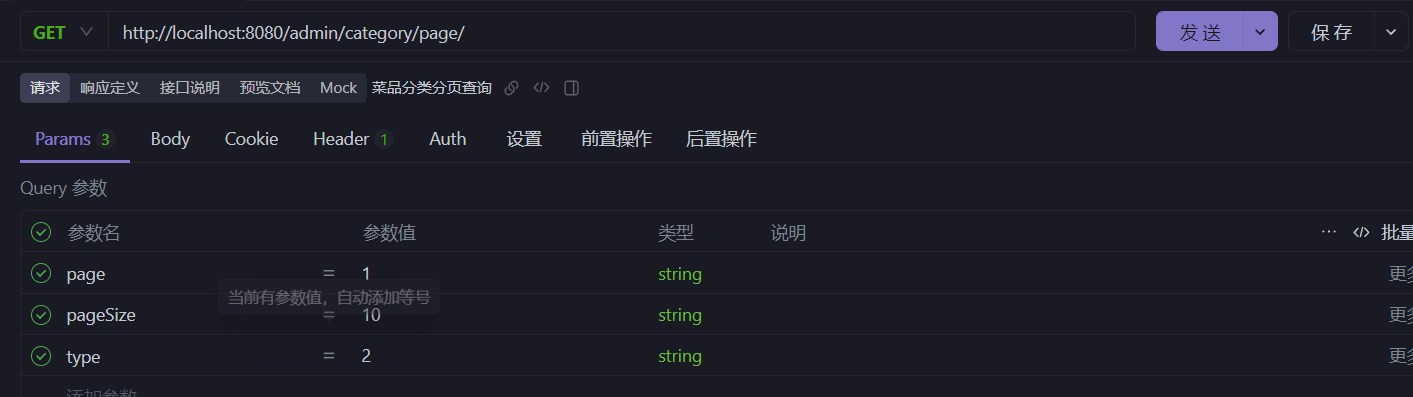 GET http://localhost:8080/admin/category/page/ 发 送 保 存
请求 响应定义 接口说明 预览文档 Mock 菜品分类分页查询
Params 3 Body Cookie Header 1 Auth 设置 前置操作 后置操作
Query 参数
参数名 参数值 类型 说明 ··· </> 批量
page = 1 string 更多
当前有参数值，自动添加等号
pageSize = 10 string 更多
type = 2 string 更多
添加参数